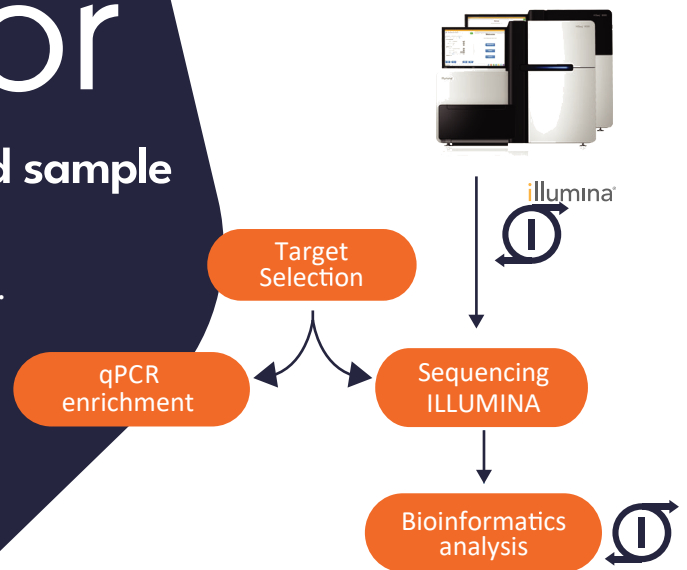 or
d sample
.
illumina®
Target
Selection
qPCR
enrichment
Sequencing
ILLUMINA
Bioinformatics
analysis